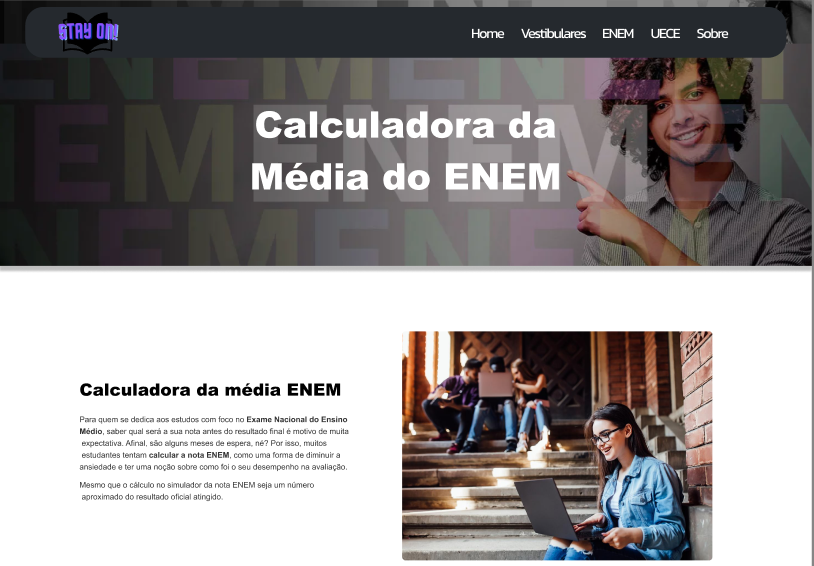 STAY ON!
Home Vestibulares ENEM UECE Sobre
ENEMENEMENEM
Calculadora da
Média do ENEM
Calculadora da média ENEM
Para quem se dedica aos estudos com foco no Exame Nacional do Ensino
Médio, saber qual será a sua nota antes do resultado final é motivo de muita
expectativa. Afinal, são alguns meses de espera, né? Por isso, muitos
estudantes tentam calcular a nota ENEM, como uma forma de diminuir a
ansiedade e ter uma noção sobre como foi o seu desempenho na avaliação.
Mesmo que o cálculo no simulador da nota ENEM seja um número
aproximado do resultado oficial atingido.